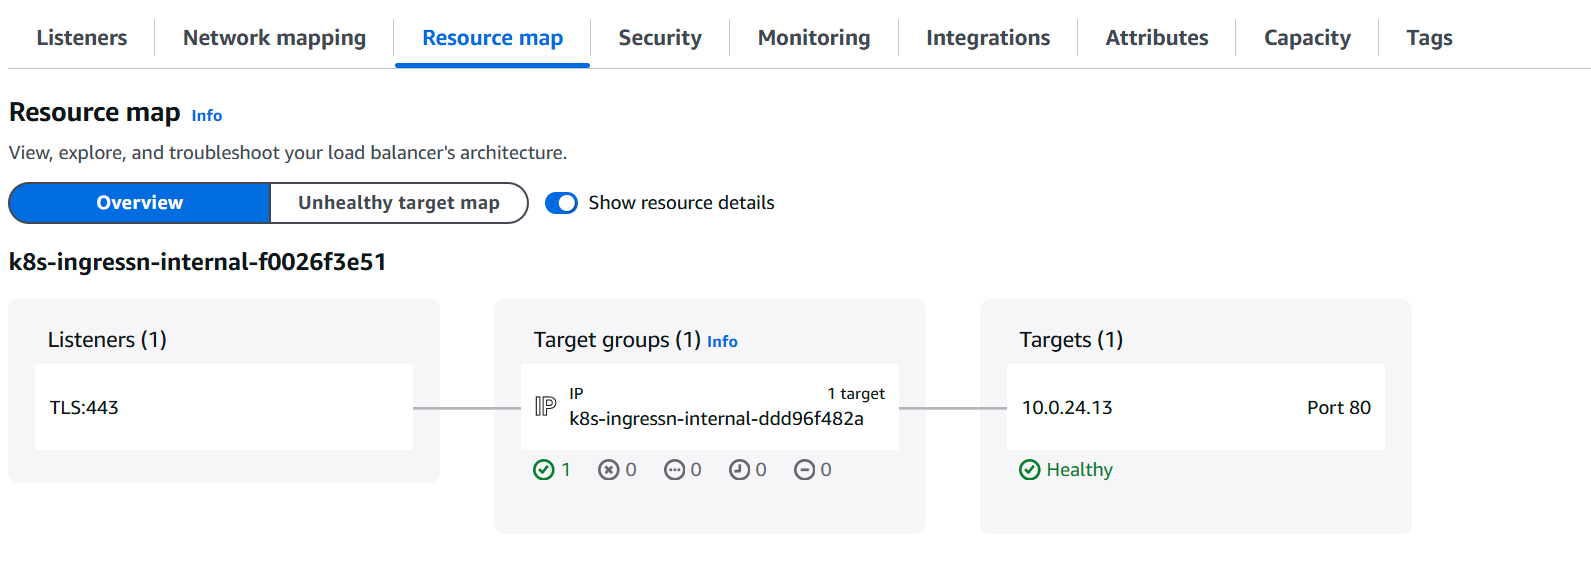 Listeners
Network mapping
Resource map
Security
Monitoring
Integrations
Attributes
Capacity
Tags
Resource map Info
View, explore, and troubleshoot your load balancer's architecture.
Overview
Unhealthy target map
Show resource details
k8s-ingressn-internal-f0026f3e51
Listeners (1)
TLS:443
Target groups (1) Info
IP
IP
1 target
k8s-ingressn-internal-ddd96f482a
1 0 0 0 0
Targets (1)
10.0.24.13
Port 80
Healthy